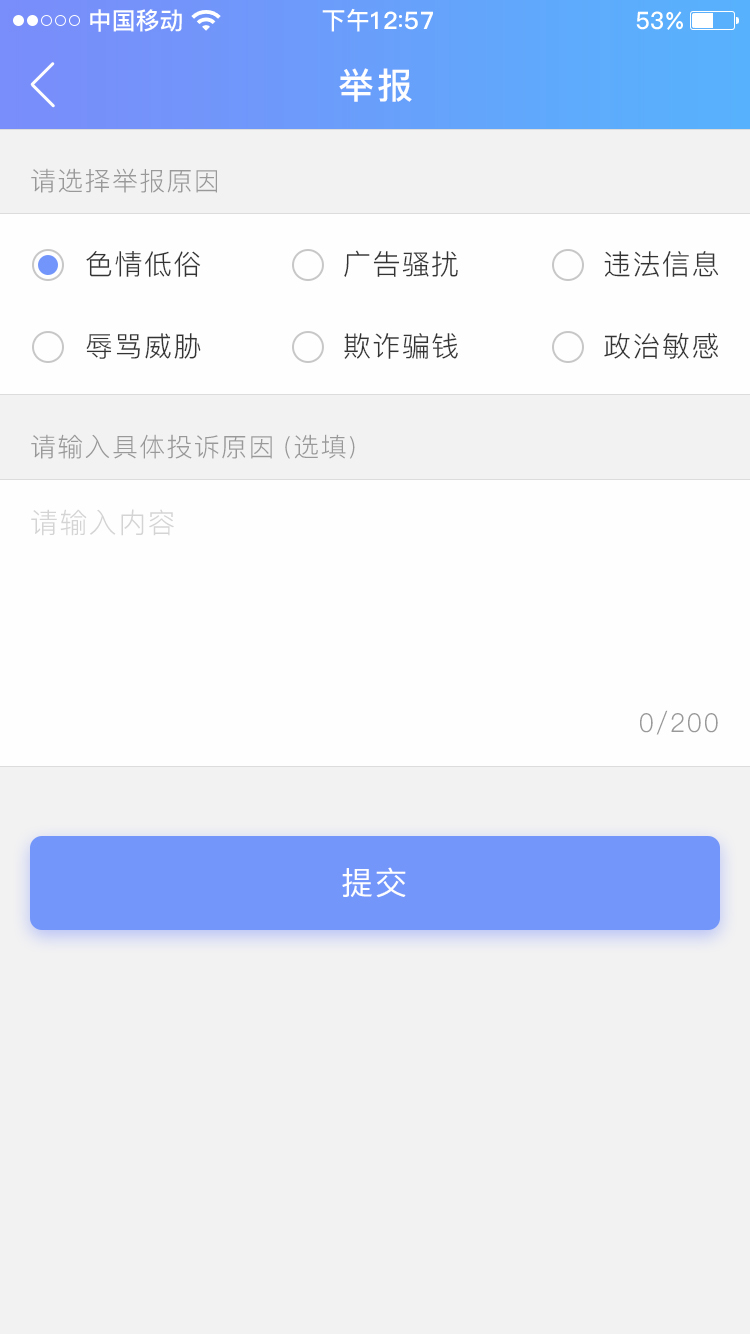 中国移动 下午12:57 53%
举报
请选择举报原因
色情低俗 广告骚扰 违法信息
辱骂威胁 欺诈骗钱 政治敏感
请输入具体投诉原因 (选填)
请输入内容
0/200
提交